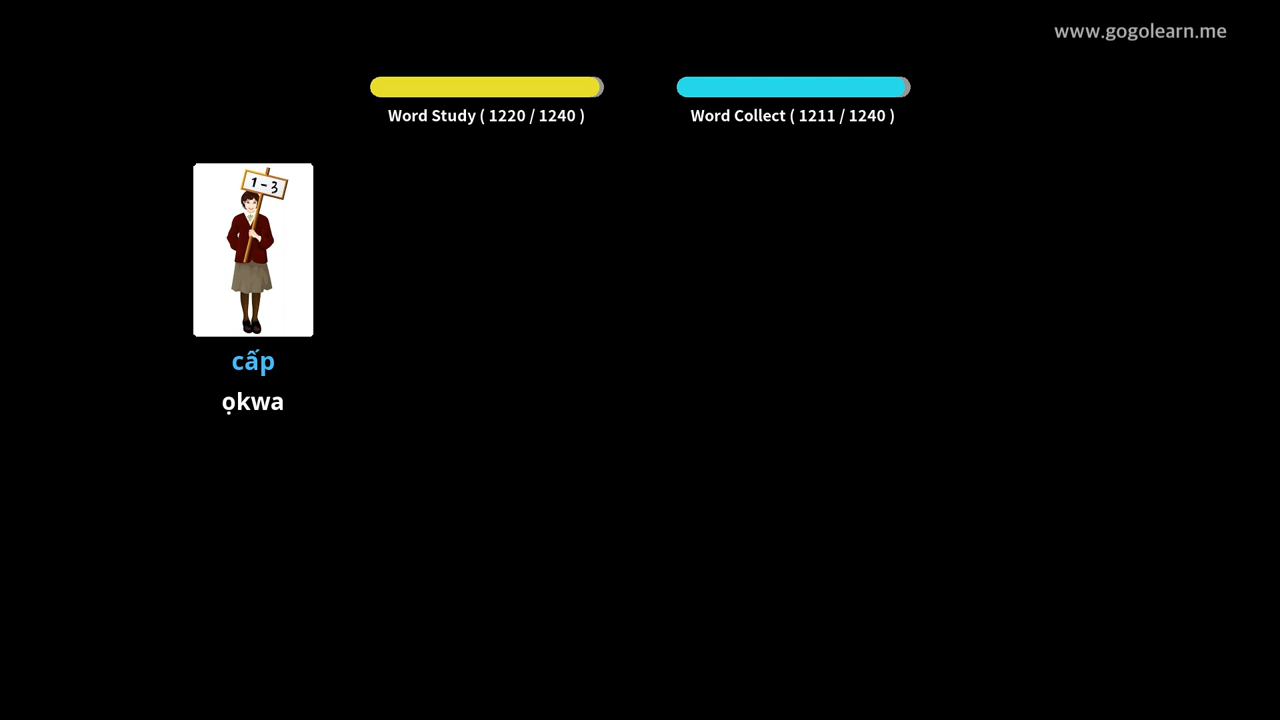 www.gogolearn.me
Word Study ( 1220 / 1240 )
Word Collect ( 1211 / 1240 )
1 - 3
cấp
ọkwa